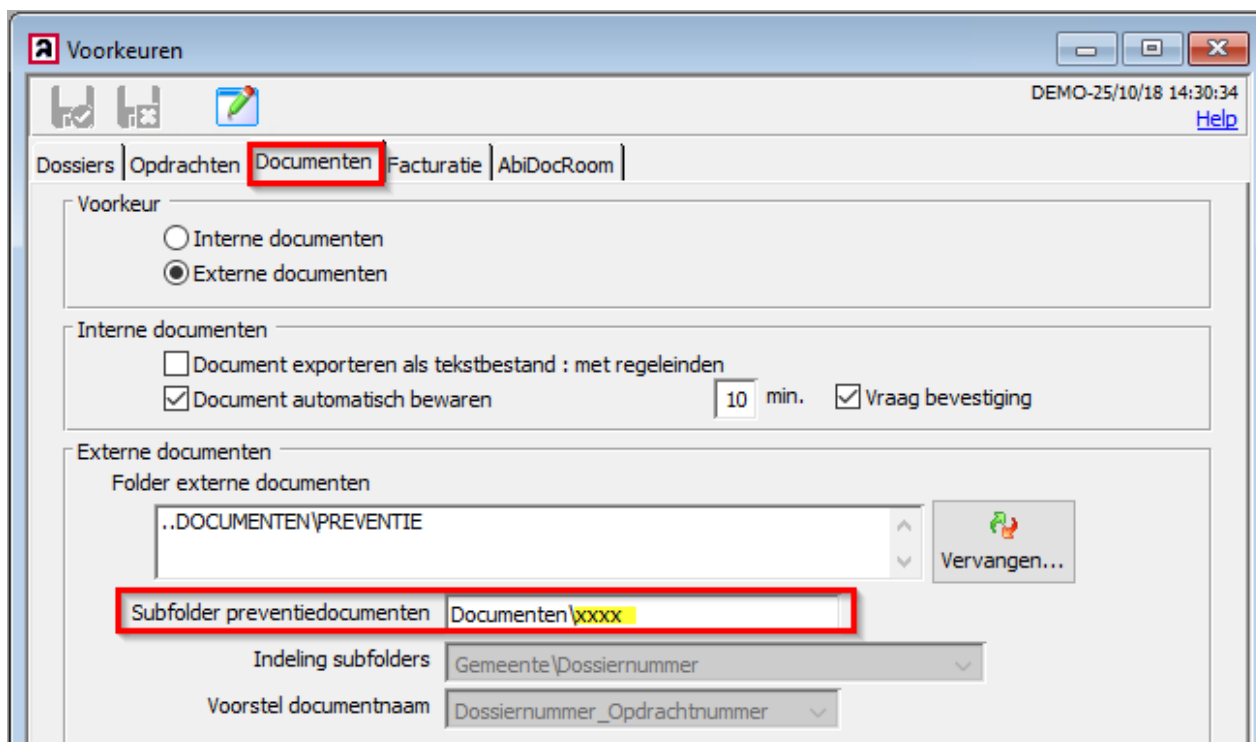 Voorkeuren
DEMO-25/10/18 14:30:34
Help
Dossiers Opdrachten Documenten Facturatie AbiDocRoom
Voorkeur
Interne documenten
Externe documenten
Interne documenten
Document exporteren als tekstbestand : met regeleinden
Document automatisch bewaren 10 min. Vraag bevestiging
Externe documenten
Folder externe documenten
..DOCUMENTEN\PREVENTIE
Vervangen...
Subfolder preventiedocumenten Documenten\xxxx
Indeling subfolders Gemeente\Dossiernummer
Voorstel documentnaam Dossiernummer_Opdrachtnummer